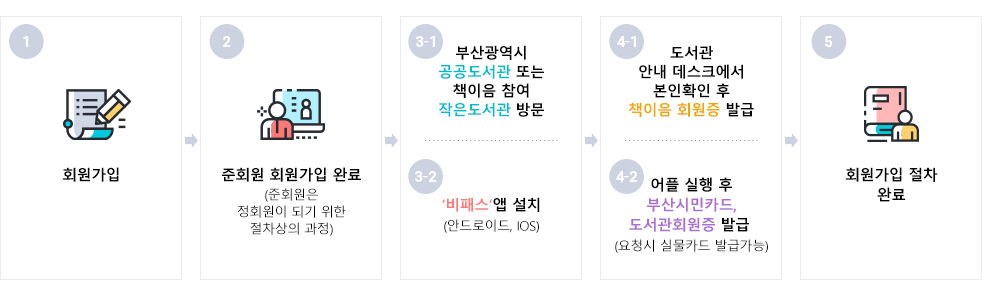 1
회원가입
2
준회원 회원가입 완료
(준회원은
정회원이 되기 위한
절차상의 과정)
3-1
부산광역시
공공도서관 또는
책이음 참여
작은도서관 방문
3-2
‘비패스’앱 설치
(안드로이드, IOS)
4-1
도서관
안내 데스크에서
본인확인 후
책이음 회원증 발급
4-2
어플 실행 후
부산시민카드,
도서관회원증 발급
(요청시 실물카드 발급가능)
5
회원가입 절차
완료